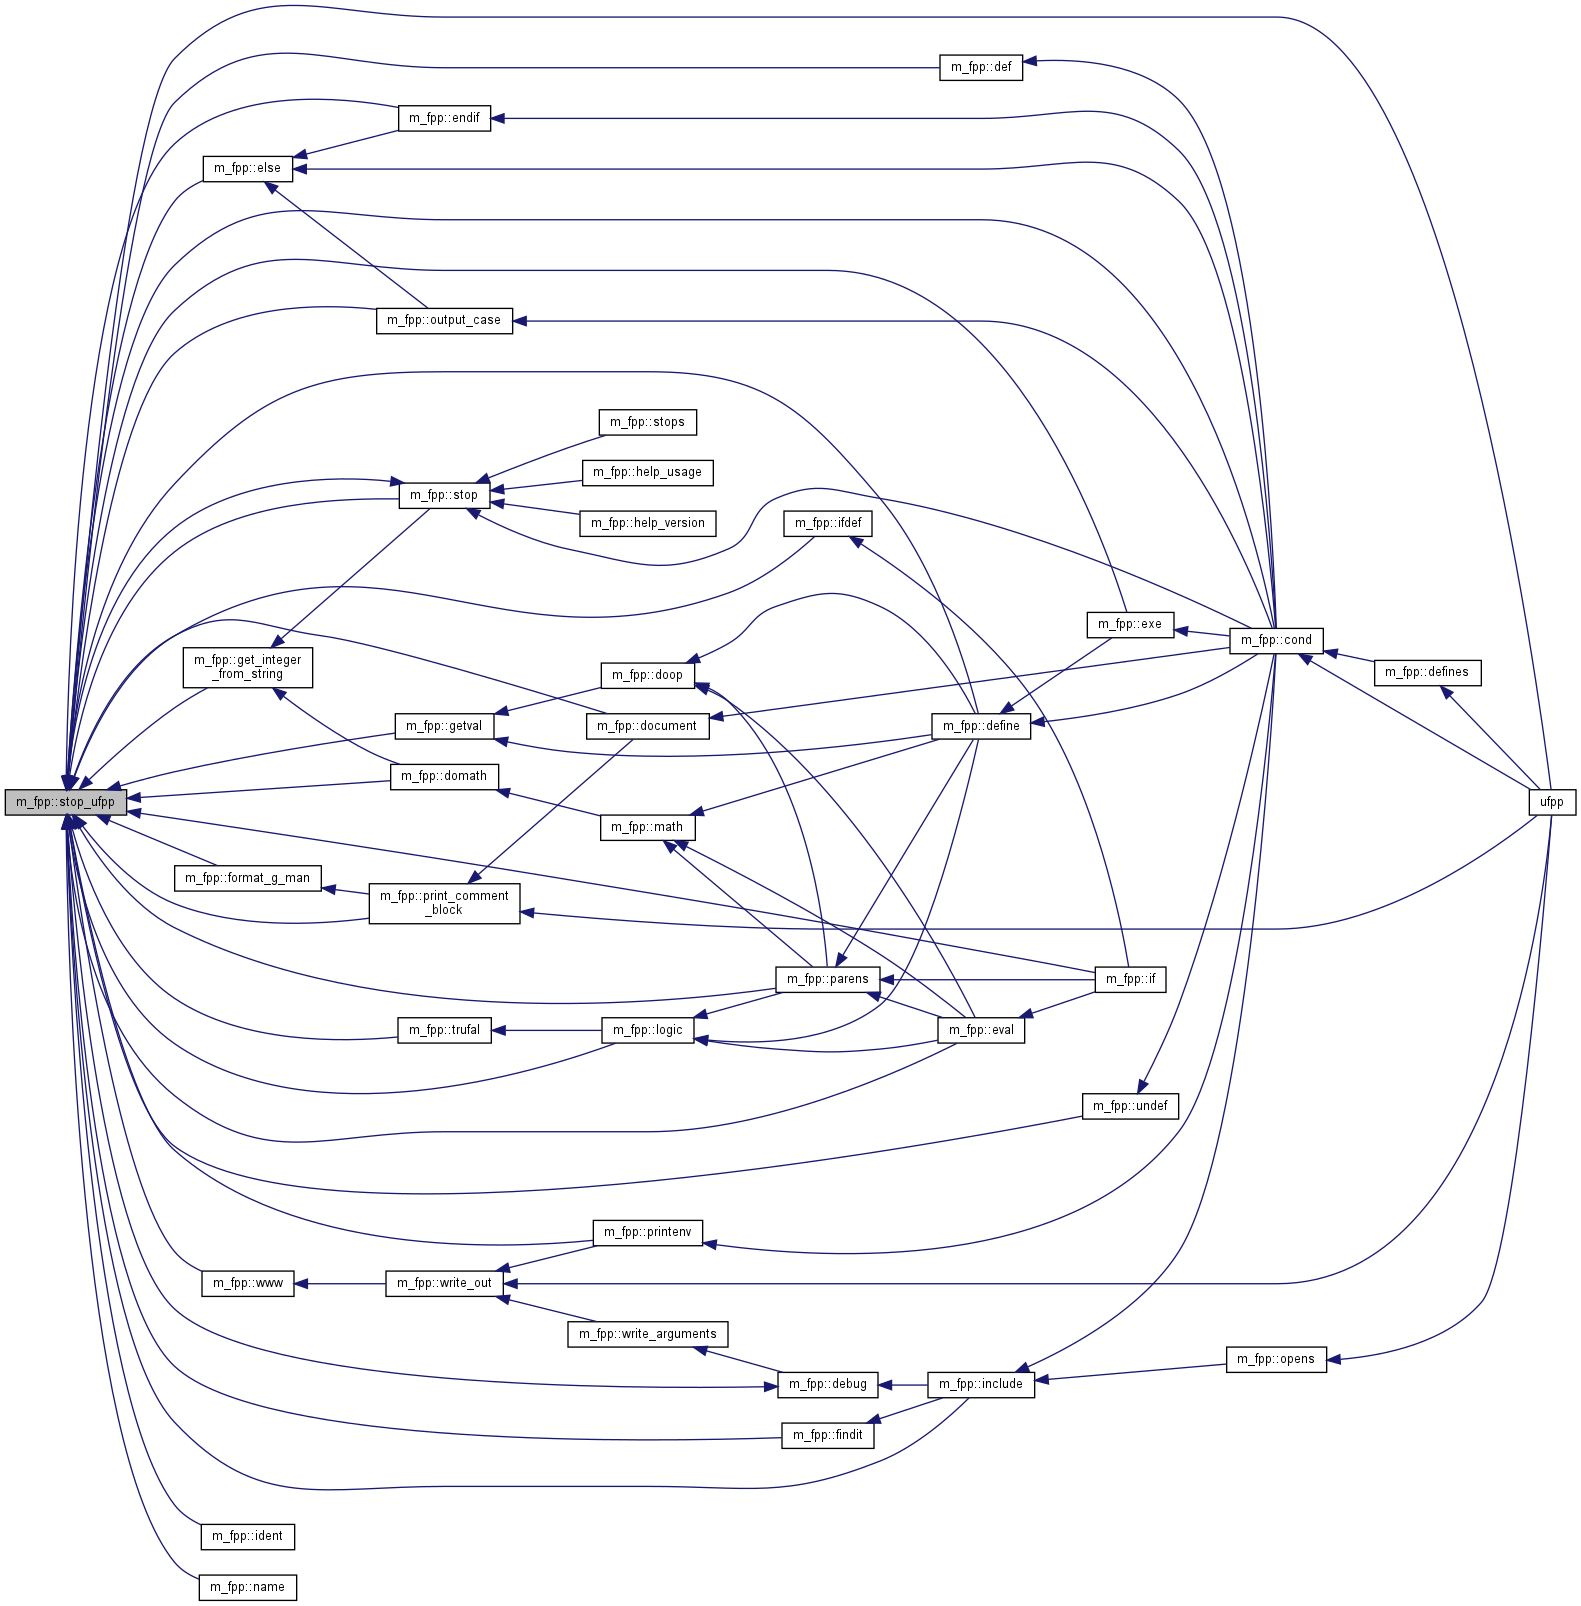 m_fpp::def
m_fpp::endif
m_fpp::else
m_fpp::output_case
m_fpp::stops
m_fpp::help_usage
m_fpp::stop
m_fpp::help_version
m_fpp::ifdef
m_fpp::exe
m_fpp::cond
m_fpp::get_integer
_from_string
m_fpp::doop
m_fpp::defines
m_fpp::getval
m_fpp::document
m_fpp::define
m_fpp::domath
m_fpp::stop_ufpp
ufpp
m_fpp::math
m_fpp::format_g_man
m_fpp::print_comment
_block
m_fpp::parens
m_fpp::if
m_fpp::trufal
m_fpp::logic
m_fpp::eval
m_fpp::undef
m_fpp::printenv
m_fpp::www
m_fpp::write_out
m_fpp::write_arguments
m_fpp::opens
m_fpp::debug
m_fpp::include
m_fpp::findit
m_fpp::ident
m_fpp::name